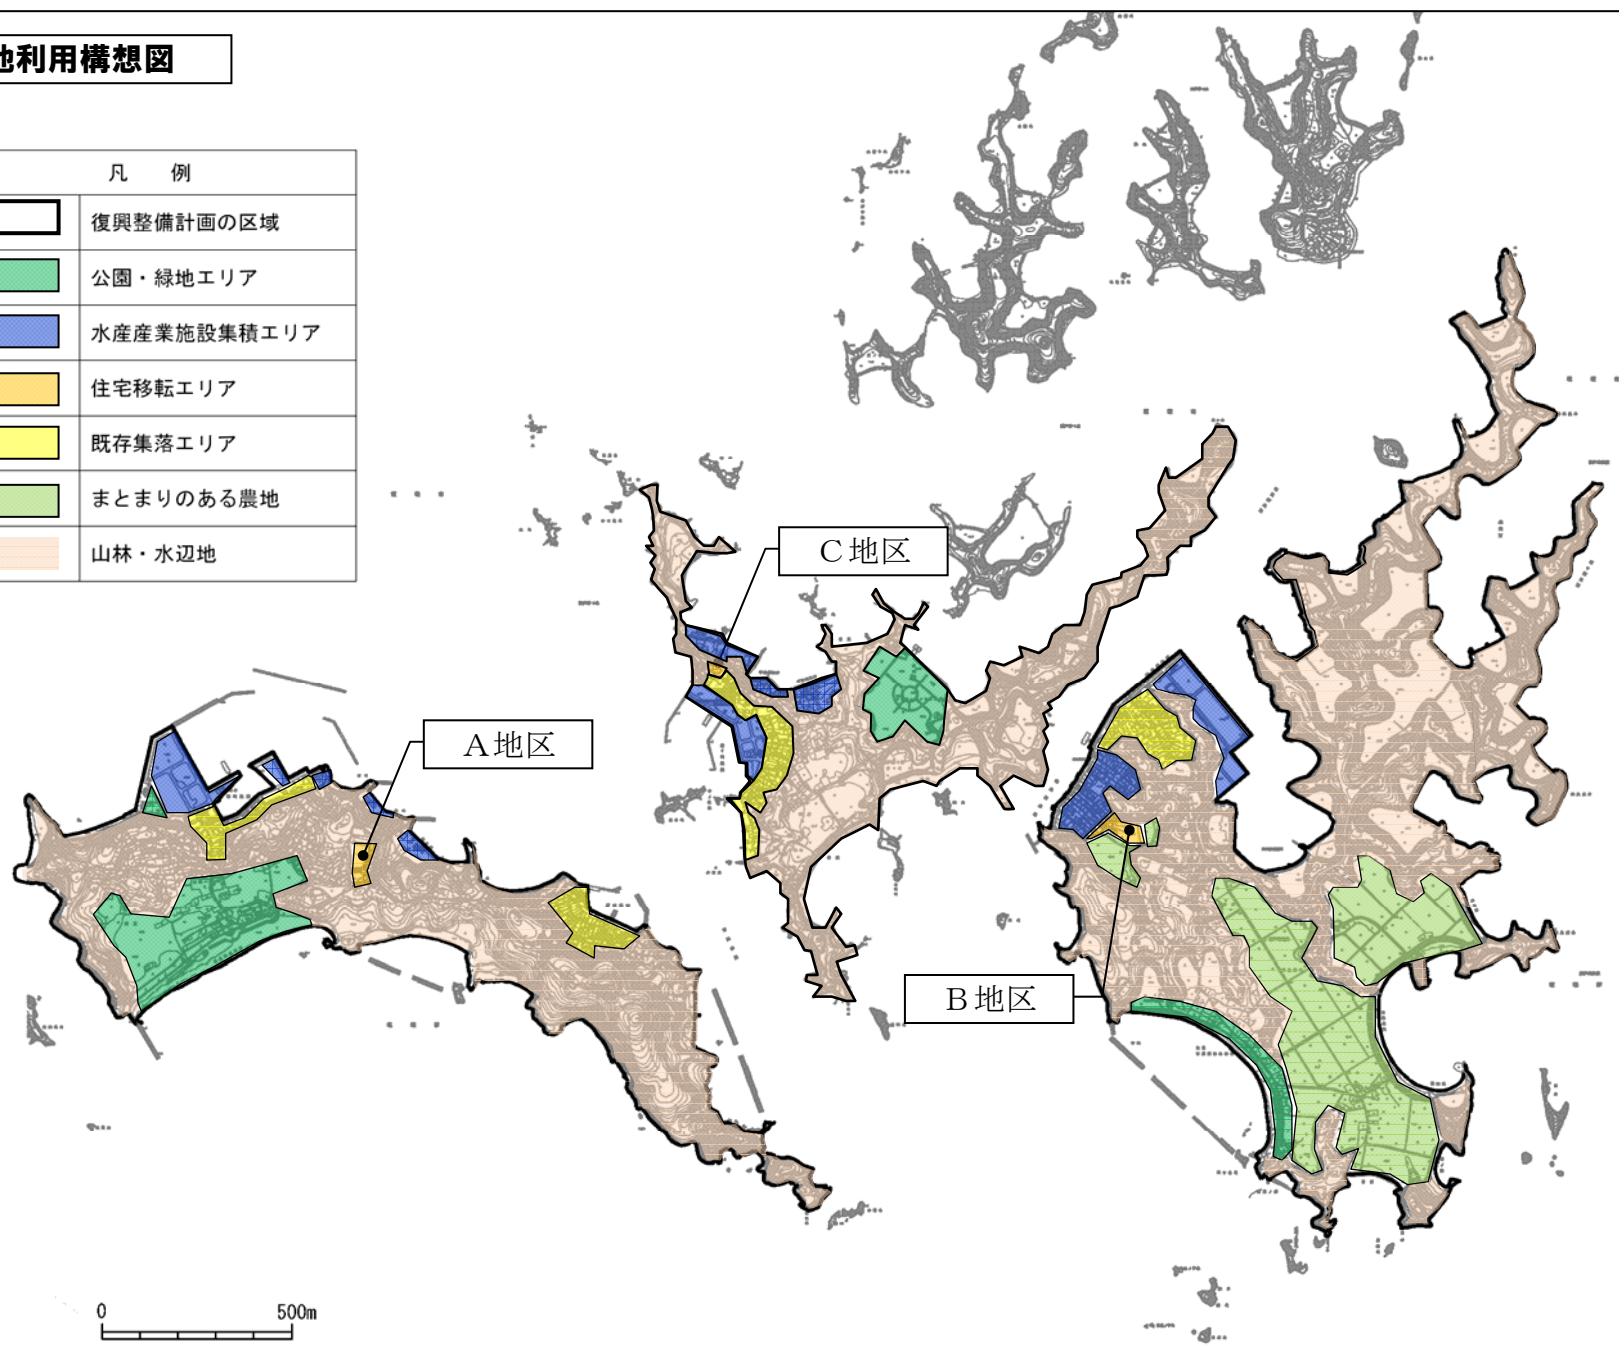 地利用構想図
凡 例
復興整備計画の区域
公園・緑地エリア
水産産業施設集積エリア
住宅移転エリア
既存集落エリア
まとまりのある農地
山林・水辺地
C地区
A地区
B地区
0 500m